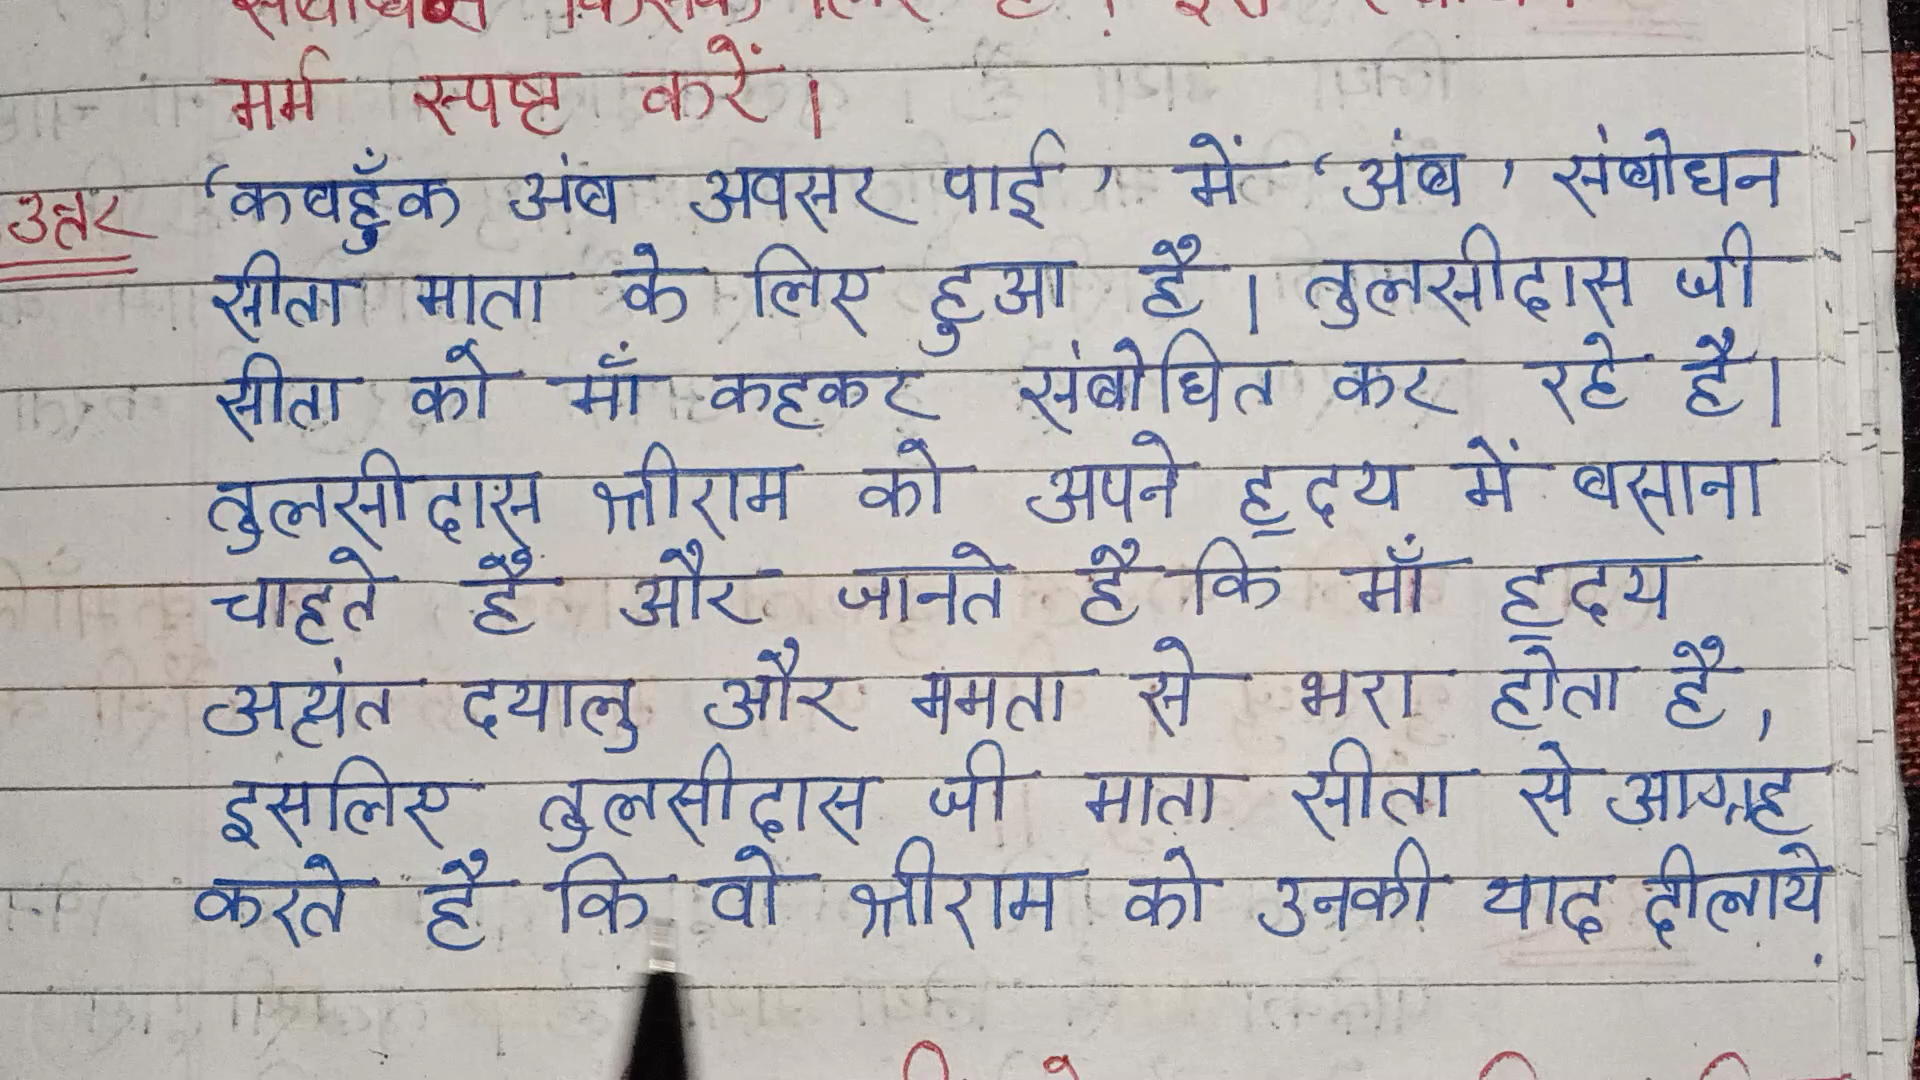 मर्म स्पष्ट करें।
उत्तर 'कबहुँक अंब अवसर पाई' में 'अंब' संबोधन
सीता माता के लिए हुआ है। तुलसीदास जी
सीता को माँ कहकर संबोधित कर रहे है।
तुलसीदास श्रीराम को अपने हृदय में बसाना
चाहते हैं और जानते है कि माँ हृदय
अत्यंत दयालु और ममता से भरा होता है,
इसलिए तुलसीदास जी माता सीता से आग्रह
करते है कि वो श्रीराम को उनकी याद दीलाये